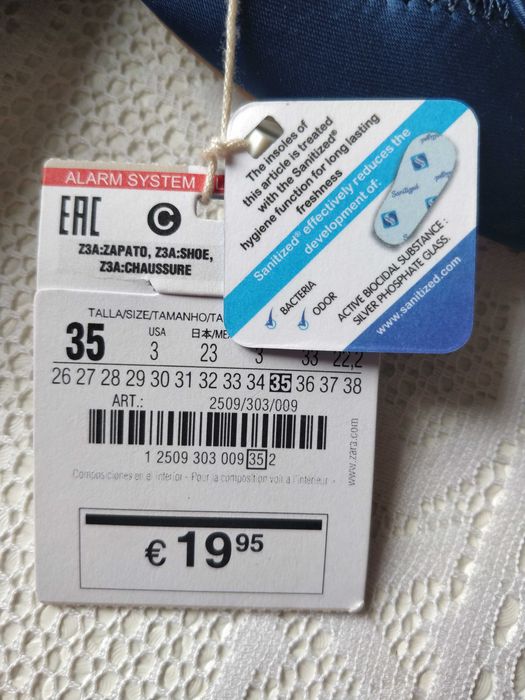 ALARM SYSTEM
EAC
C
Z3A:ZAPATO, Z3A:SHOE,
Z3A:CHAUSSURE
TALLA/SIZE/TAMANHO/TA
USA 日本/ME
35 3 23 3 33 22,2
26 27 28 29 30 31 32 33 34 35 36 37 38
ART.: 2509/303/009
1 2509 303 009 35 2
Composiciones en el interior - Pour la composition voir à l'intérieur -
www.zara.com
€ 19 95
The insoles of
this article is treated
with the Sanitized®
hygiene function for long lasting
freshness
Sanitized® effectively reduces the
development of:
BACTERIA
ODOR
Sanitized
ACTIVE BIOCIDAL SUBSTANCE :
SILVER PHOSPHATE GLASS.
www.sanitized.com